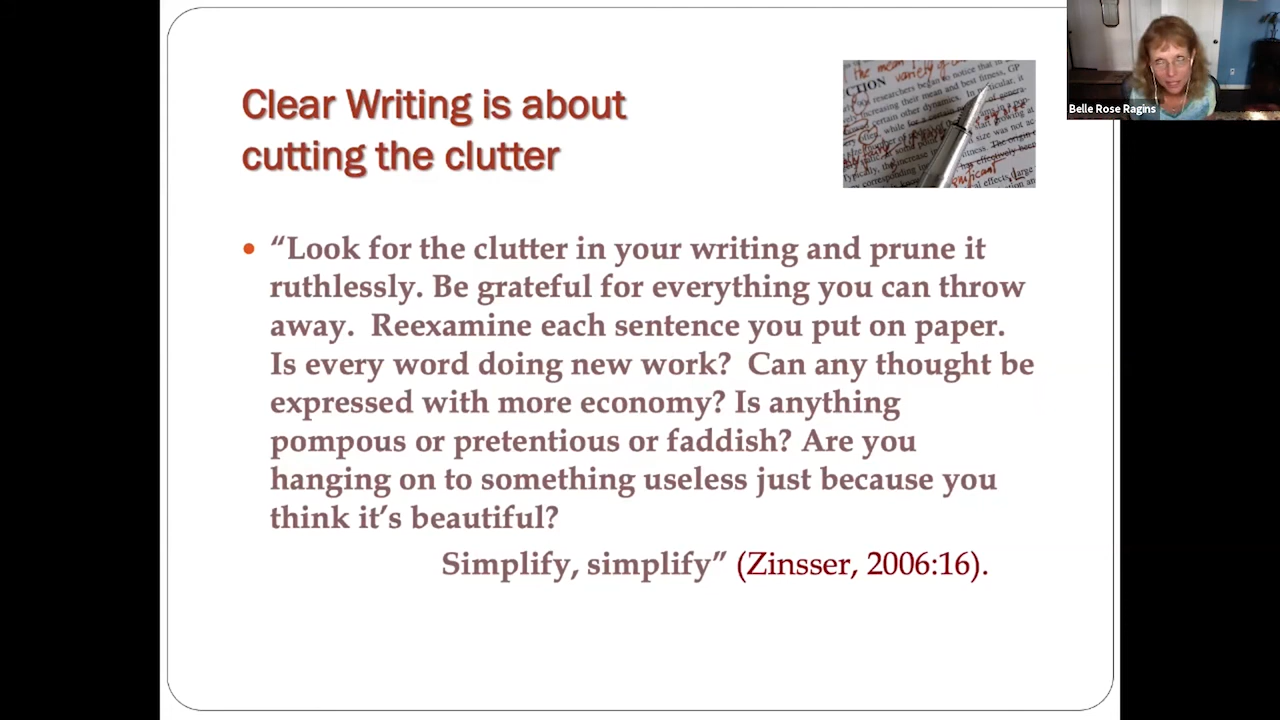 Clear Writing is about
cutting the clutter
Belle Rose Ragins
• “Look for the clutter in your writing and prune it
ruthlessly. Be grateful for everything you can throw
away.  Reexamine each sentence you put on paper.
Is every word doing new work?  Can any thought be
expressed with more economy? Is anything
pompous or pretentious or faddish? Are you
hanging on to something useless just because you
think it’s beautiful?
Simplify, simplify” (Zinsser, 2006:16).